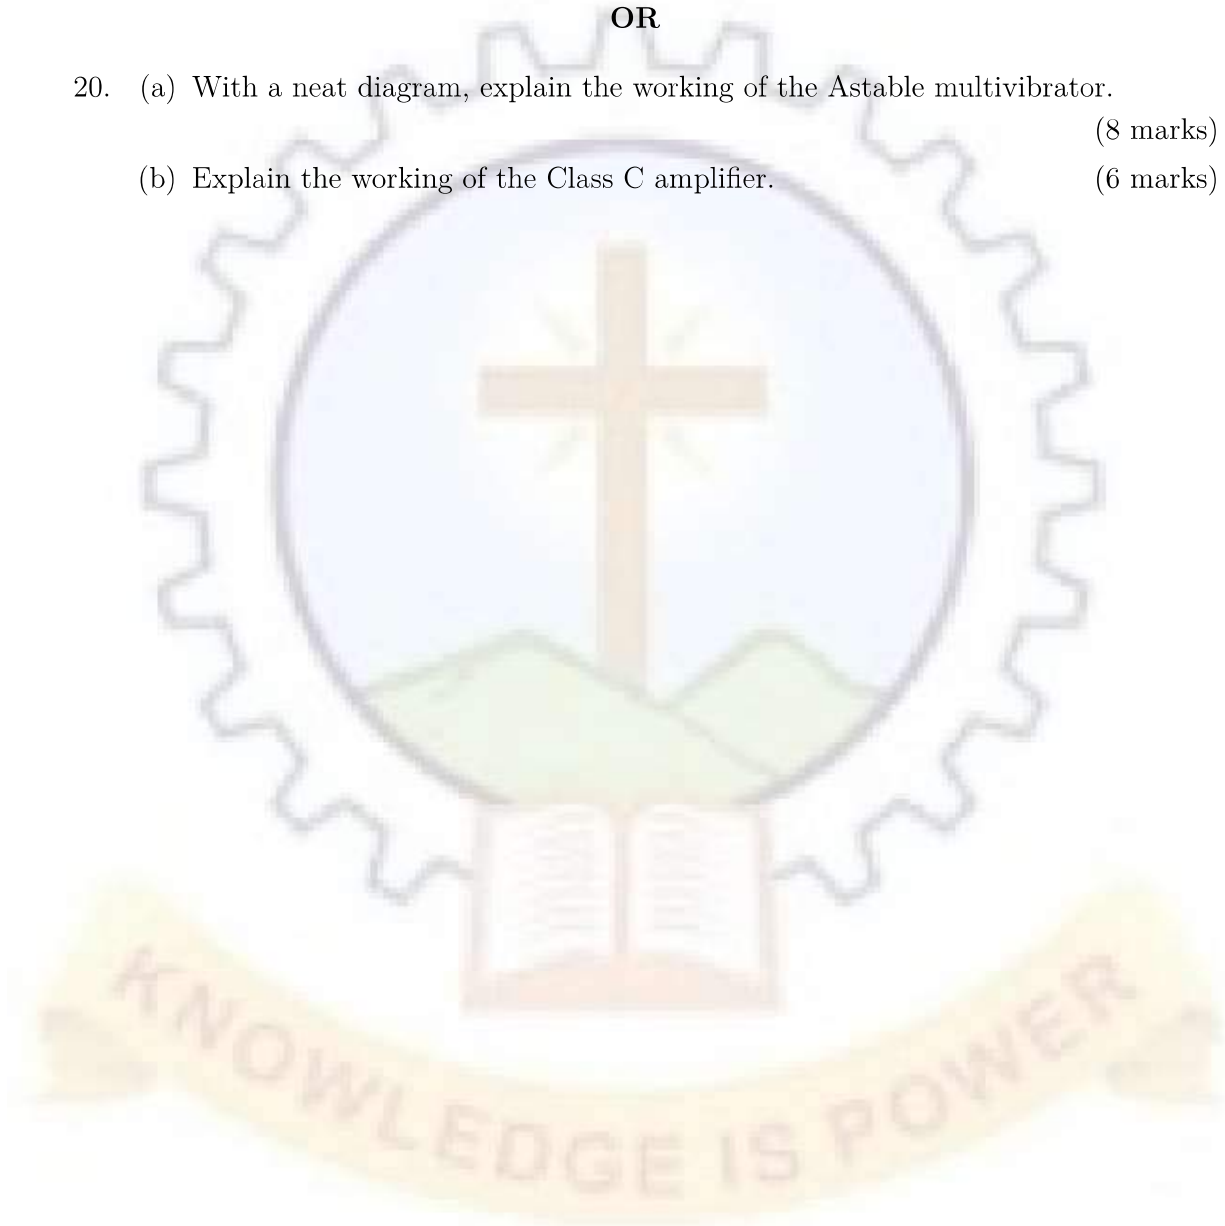 OR
20. (a) With a neat diagram, explain the working of the Astable multivibrator.
(8 marks)
(b) Explain the working of the Class C amplifier. (6 marks)
KNOWLEDGE IS POWER